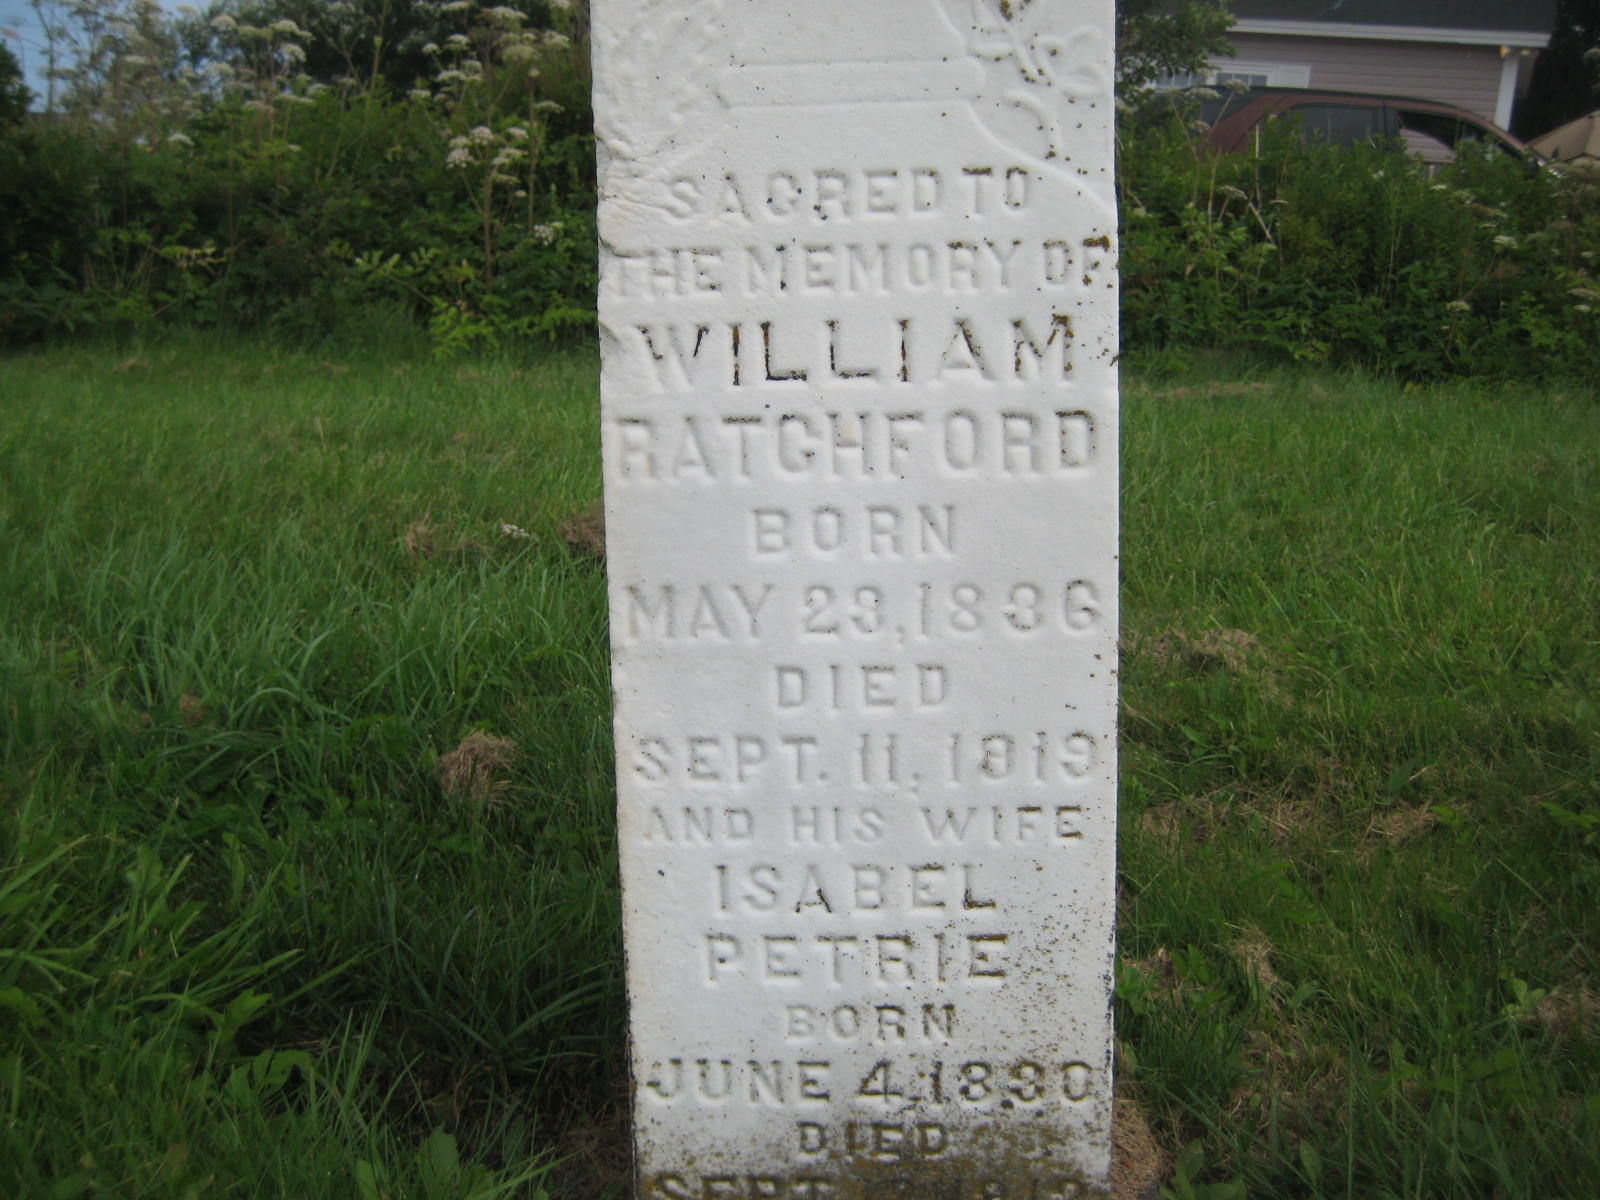 SACRED TO
THE MEMORY OF
WILLIAM
RATCHFORD
BORN
MAY 23, 1836
DIED
SEPT. 11, 1919
AND HIS WIFE
ISABEL
PETRIE
BORN
JUNE 4, 1830
DIED
SEPT